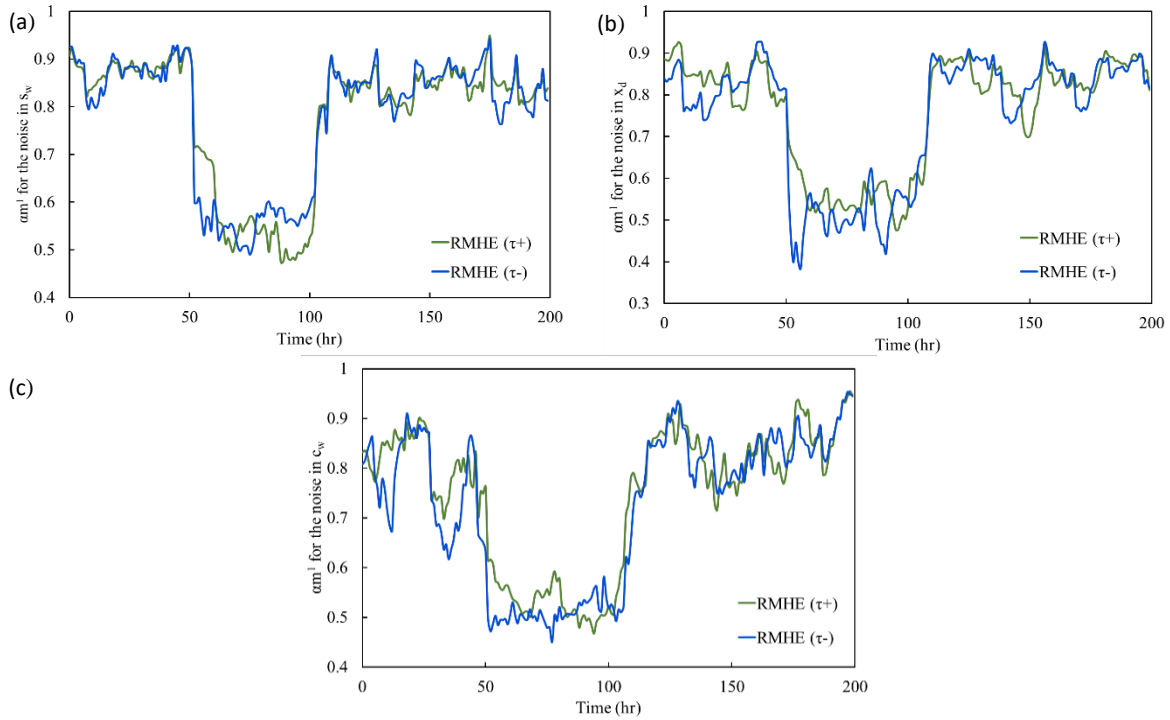 (a)
αm¹ for the noise in s_w
1
0.9
0.8
0.7
0.6
0.5
0.4
0
50
100
150
200
Time (hr)
RMHE (τ+)
RMHE (τ-)
(b)
αm¹ for the noise in x_d
1
0.9
0.8
0.7
0.6
0.5
0.4
0.3
0
50
100
150
200
Time (hr)
RMHE (τ+)
RMHE (τ-)
(c)
αm¹ for the noise in c_w
1
0.9
0.8
0.7
0.6
0.5
0.4
0
50
100
150
200
Time (hr)
RMHE (τ+)
RMHE (τ-)